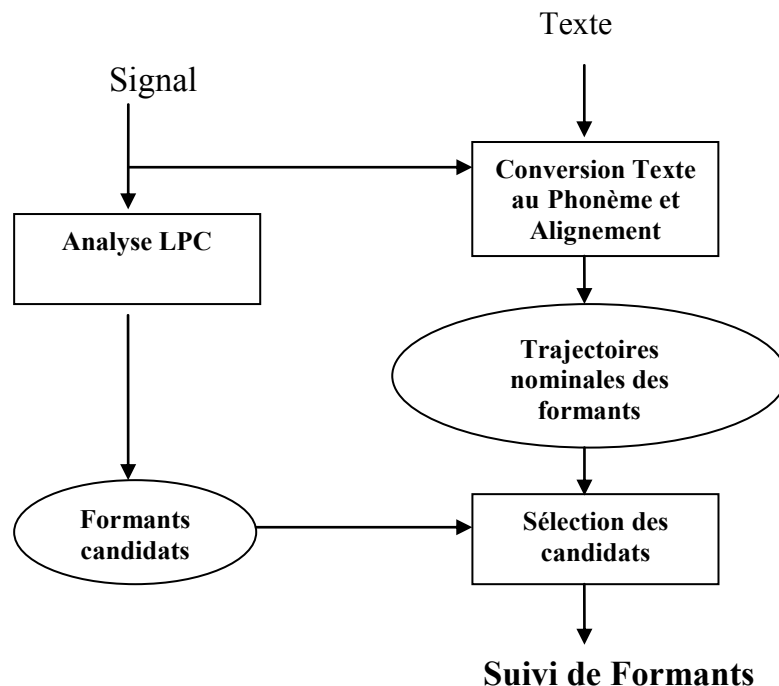 Texte
Signal
Conversion Texte
au Phonème et
Alignement
Analyse LPC
Trajectoires
nominales des
formants
Formants
candidats
Sélection des
candidats
Suivi de Formants